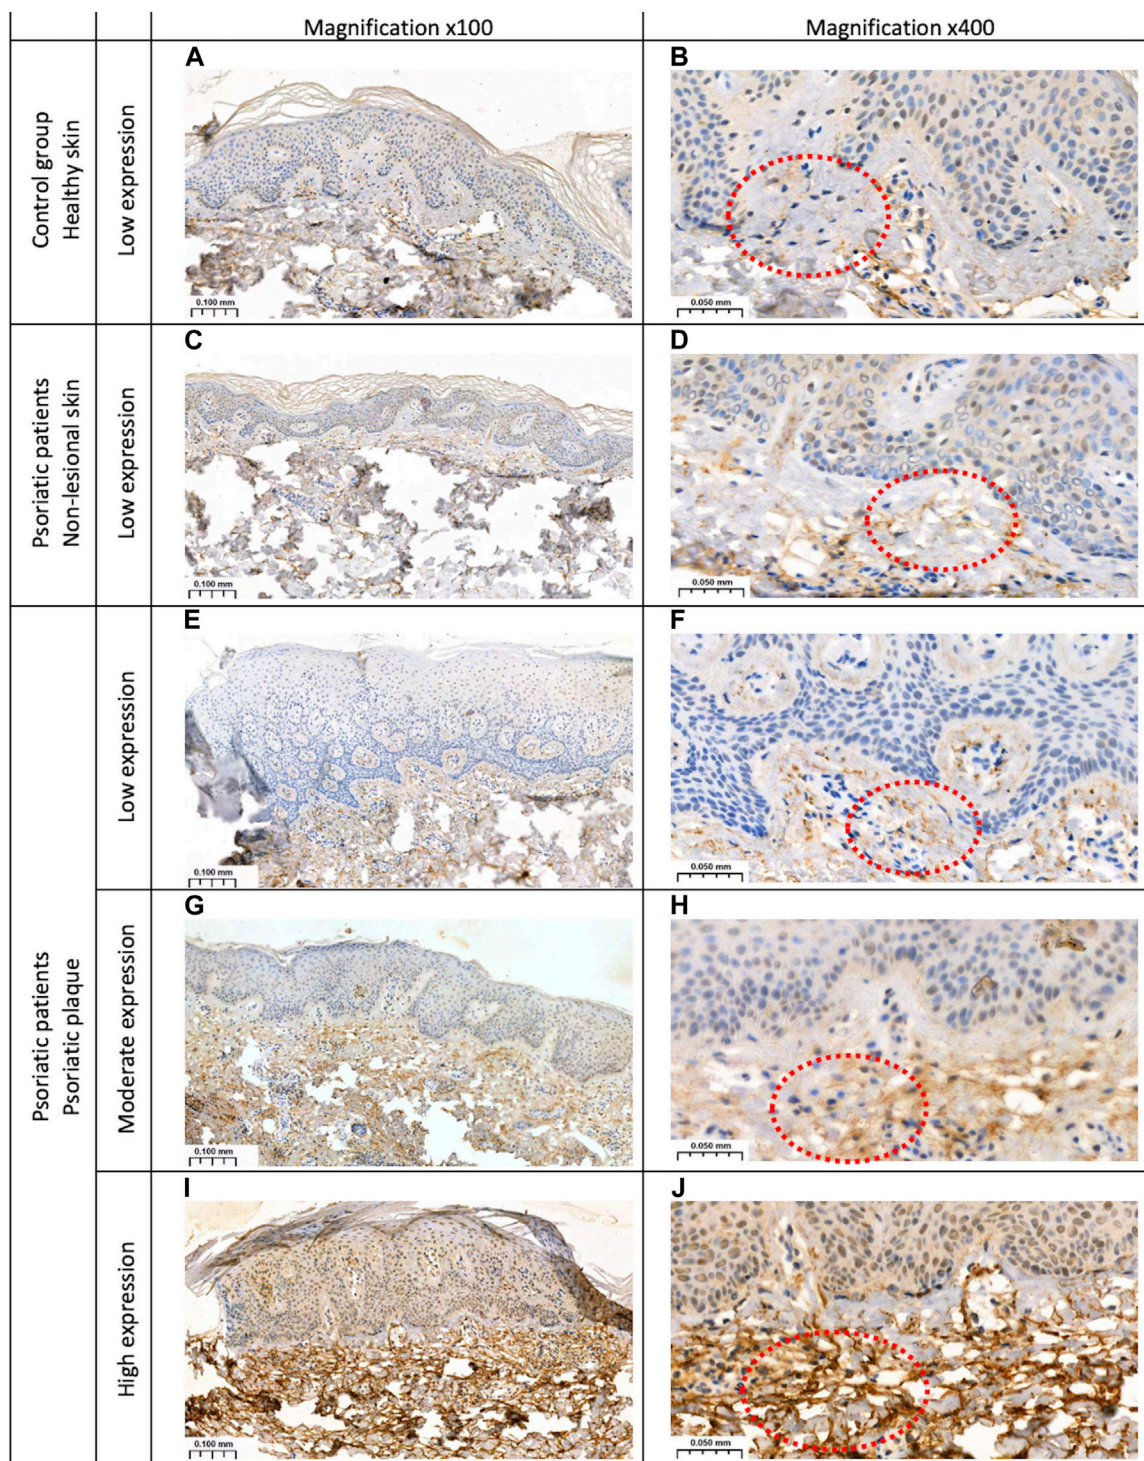 Magnification x100
Magnification x400
Control group
Healthy skin
Low expression
A
0.100 mm
B
0.050 mm
Psoriatic patients
Non-lesional skin
Low expression
C
0.100 mm
D
0.050 mm
Psoriatic patients
Psoriatic plaque
Low expression
E
0.100 mm
F
0.050 mm
Moderate expression
G
0.100 mm
H
0.050 mm
High expression
I
0.100 mm
J
0.050 mm